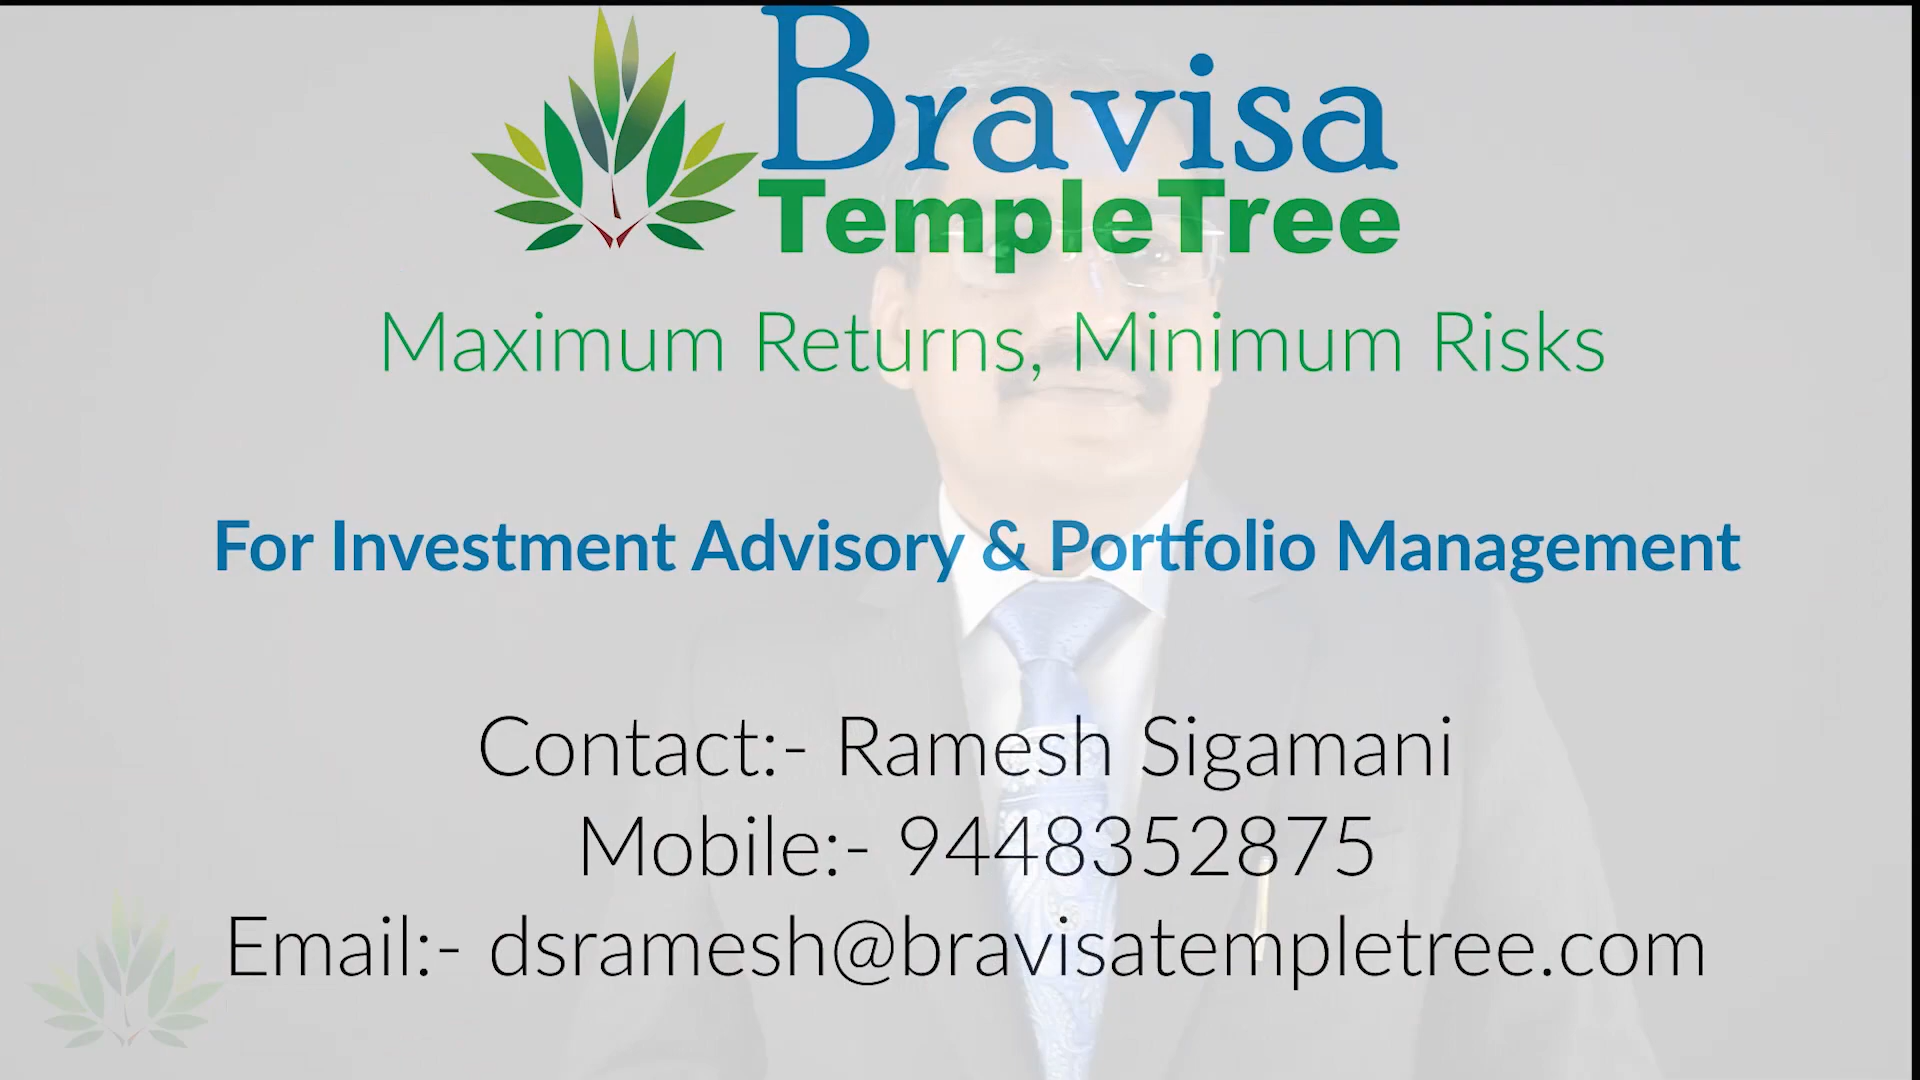 Bravisa
TempleTree
Maximum Returns, Minimum Risks
For Investment Advisory & Portfolio Management
Contact:- Ramesh Sigamani
Mobile:- 9448352875
Email:- dsramesh@bravisatempletree.com